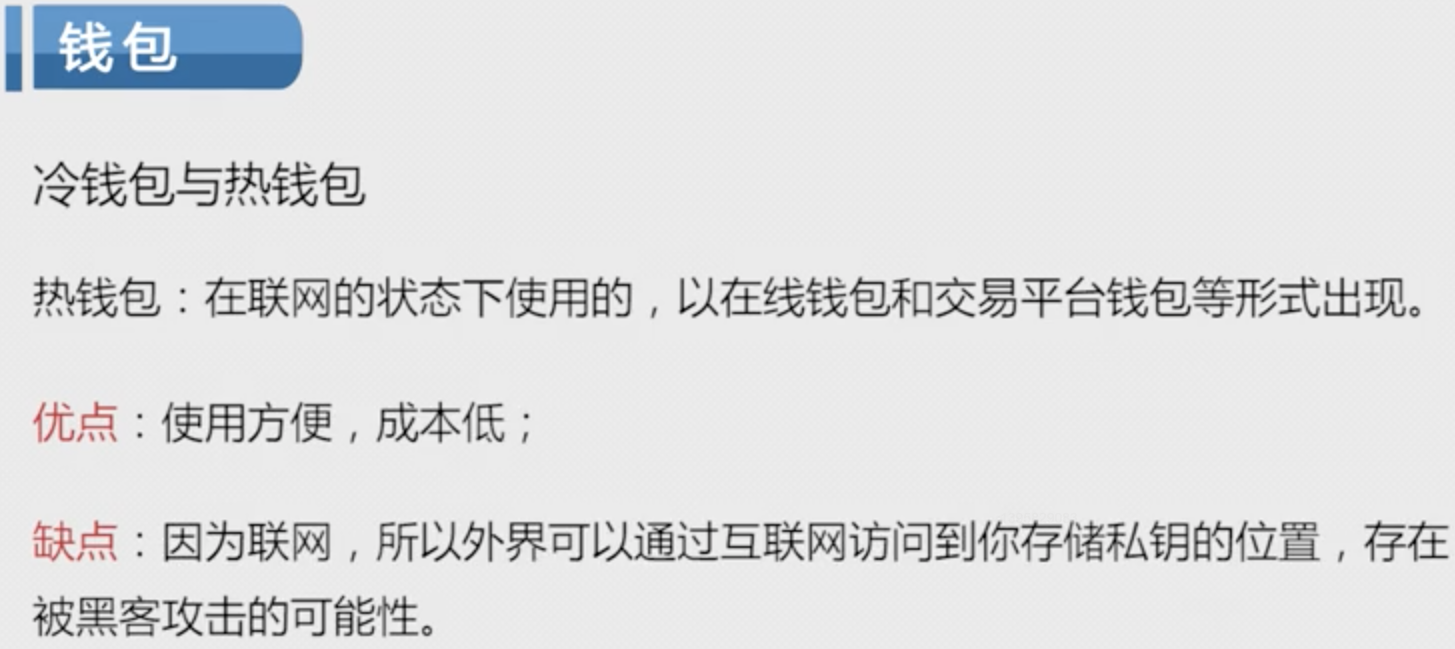 钱包
冷钱包与热钱包
热钱包：在联网的状态下使用的，以在线钱包和交易平台钱包等形式出现。
优点：使用方便，成本低；
缺点：因为联网，所以外界可以通过互联网访问到你存储私钥的位置，存在
被黑客攻击的可能性。